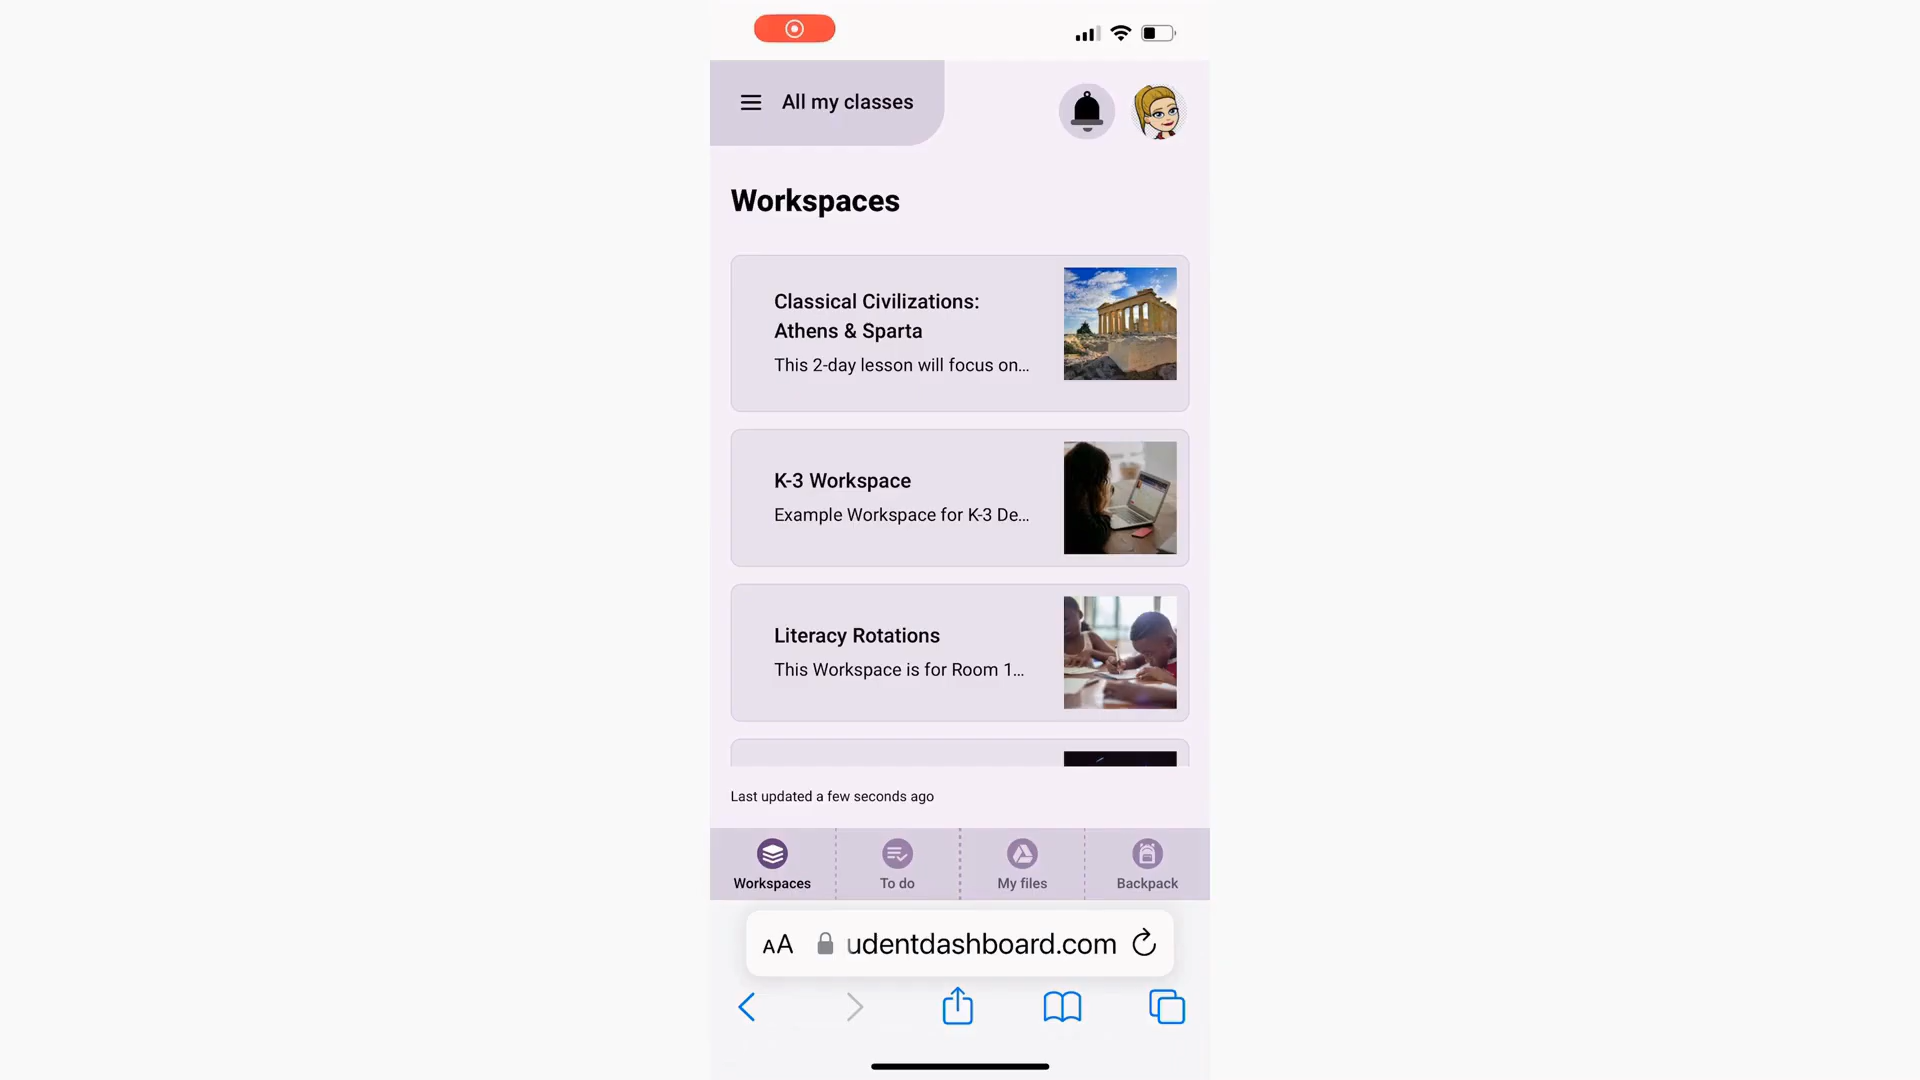 All my classes
Workspaces
Classical Civilizations:
Athens & Sparta
This 2-day lesson will focus on...
K-3 Workspace
Example Workspace for K-3 De...
Literacy Rotations
This Workspace is for Room 1...
Last updated a few seconds ago
Workspaces
To do
My files
Backpack
AA
udentdashboard.com